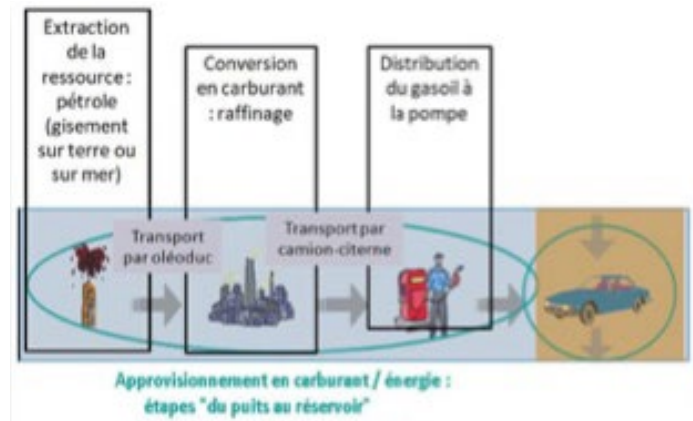 Extraction
de la
ressource :
pétrole
(gisement
sur terre ou
sur mer)
Conversion
en carburant
: raffinage
Distribution
du gasoil à
la pompe
Transport
par oléoduc
Transport par
camion-citerne
Approvisionnement en carburant / énergie :
étapes "du puits au réservoir"